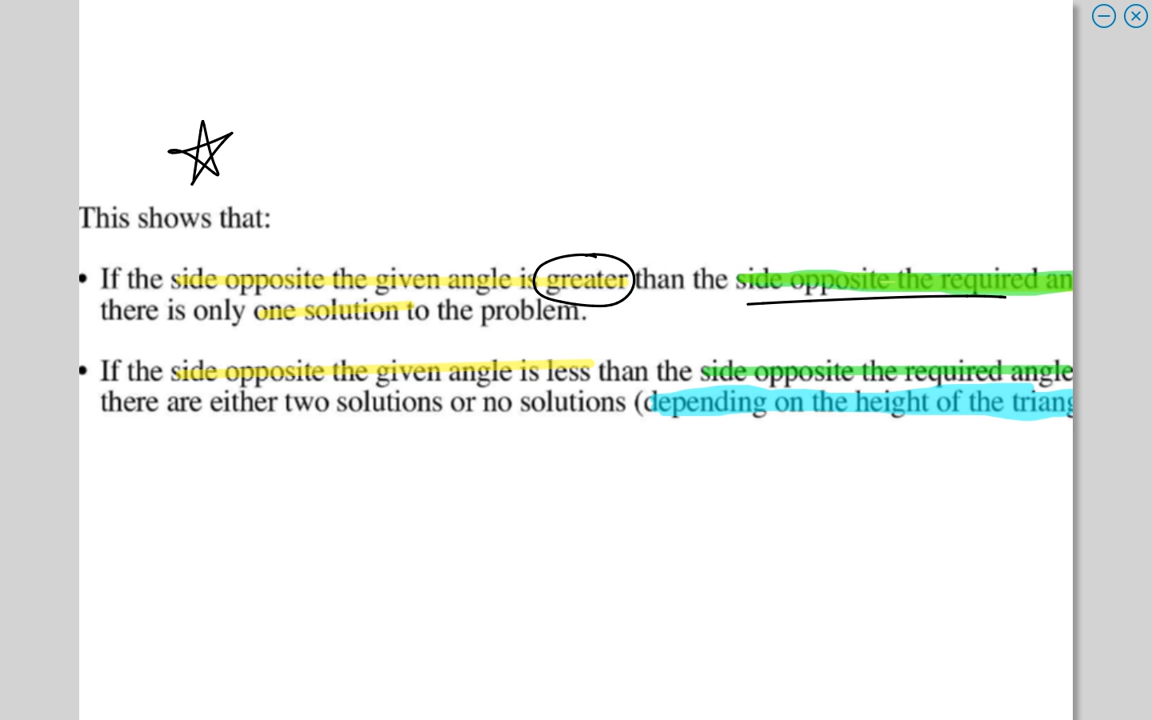 This shows that:
• If the side opposite the given angle is greater than the side opposite the required an
there is only one solution to the problem.
• If the side opposite the given angle is less than the side opposite the required angle
there are either two solutions or no solutions (depending on the height of the triang